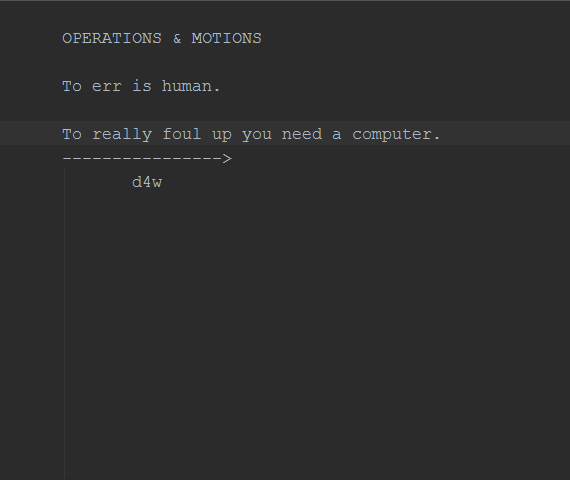 OPERATIONS & MOTIONS
To err is human.
To really foul up you need a computer.
---------------->
d4w